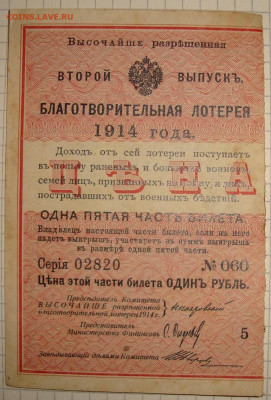 COINS.LAVE.RU
Высочайше разрѣшенная
ВТОРОЙ ВЫПУСКЪ.
БЛАГОТВОРИТЕЛЬНАЯ ЛОТЕРЕЯ
1914 года.
Доходъ отъ сей лотереи поступаетъ
въ пользу раненыхъ и больныхъ воиновъ,
семей лицъ, призванныхъ на войну, и лицъ,
пострадавшихъ отъ военныхъ бѣдствій.
ОДНА ПЯТАЯ ЧАСТЬ БИЛЕТА.
Владѣлецъ настоящей части билета, если на него
падетъ выигрышъ, участвуетъ въ суммѣ выигрыша
въ размѣрѣ одной пятой части.
Серія 02820 № 060
Цѣна этой части билета ОДИНЪ РУБЛЬ.
Предсѣдатель Комитета
ВЫСОЧАЙШЕ разрѣшенной
благотворительной лотереи 1914 г.
Представитель
Министерства Финансовъ
5
Завѣдывающій дѣлами Комитета